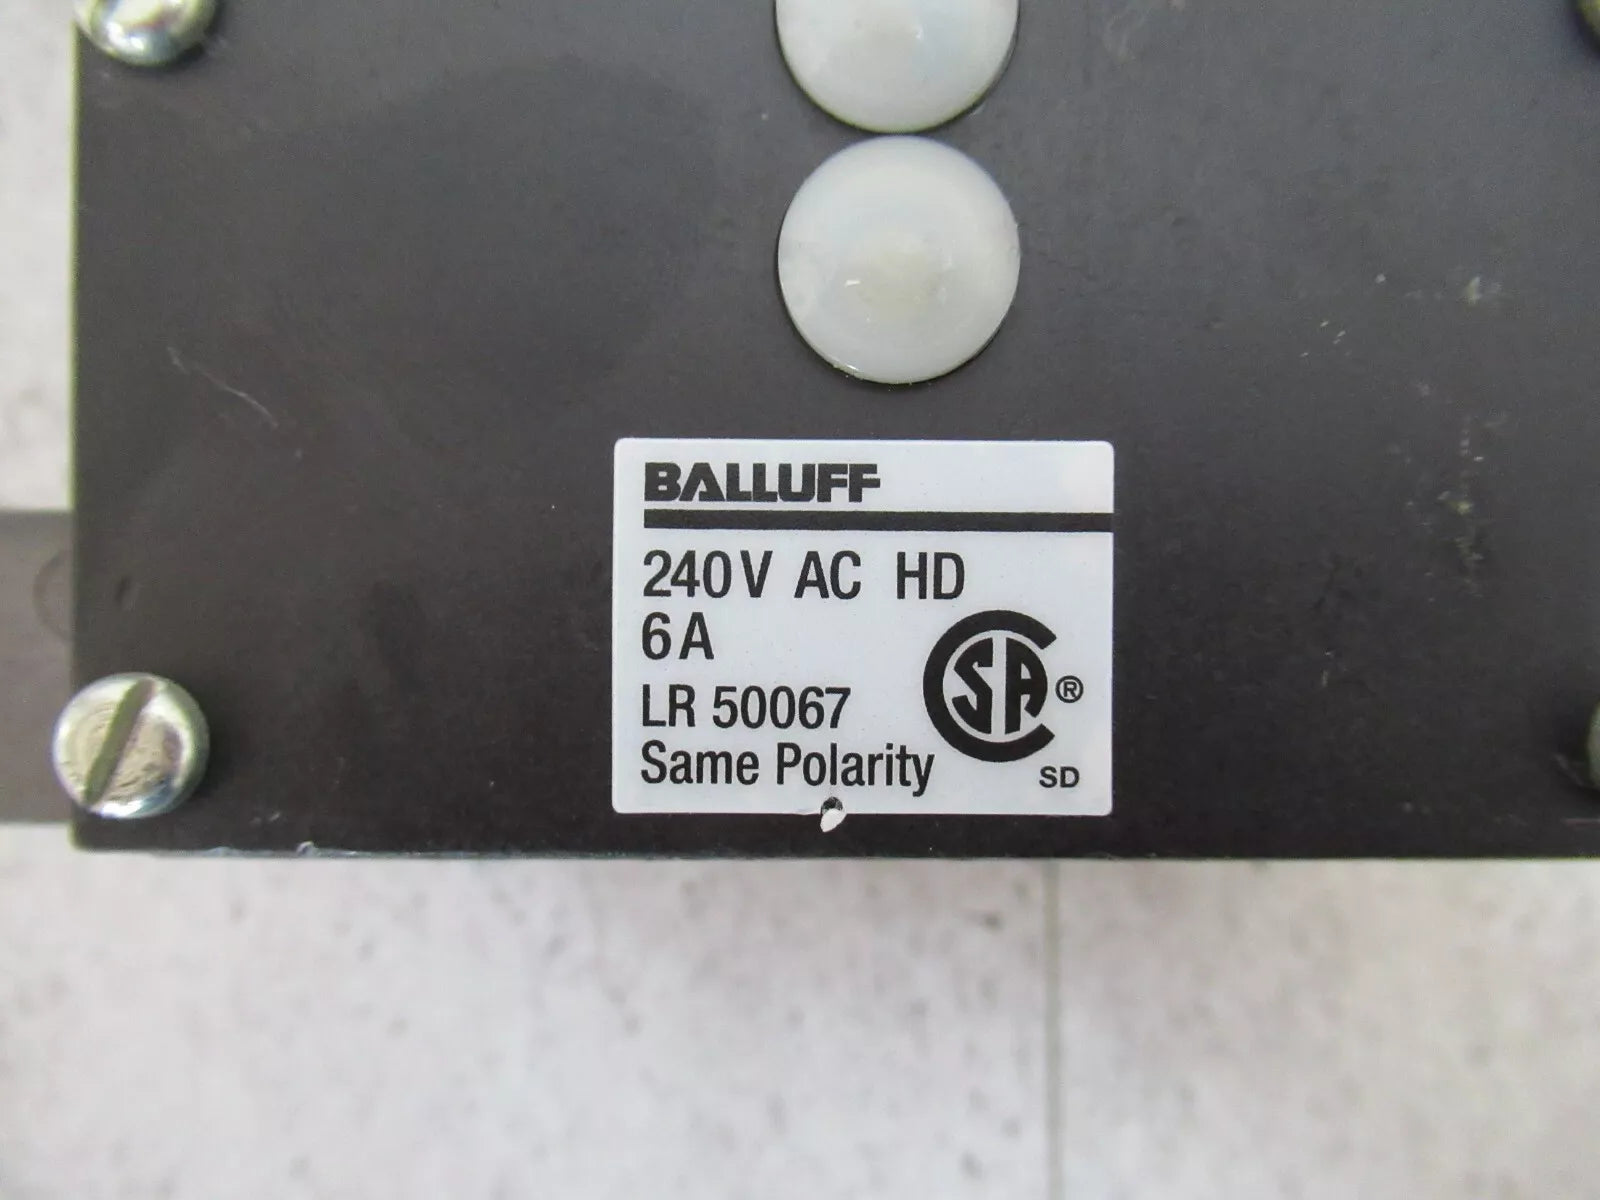 BALLUFF
240V AC HD
6A
LR 50067
Same Polarity
SA ®
SD